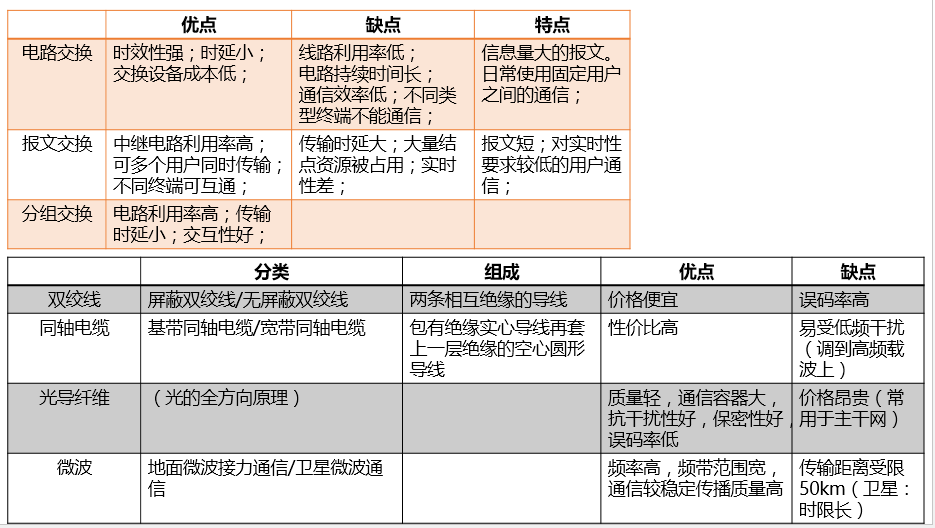 优点 缺点 特点
电路交换 时效性强；时延小； 线路利用率低； 信息量大的报文。
交换设备成本低； 电路持续时间长； 日常使用固定用户
通信效率低；不同类 之间的通信；
型终端不能通信；
报文交换 中继电路利用率高； 传输时延大；大量结 报文短；对实时性
可多个用户同时传输； 点资源被占用；实时 要求较低的用户通
不同终端可互通； 性差； 信；
分组交换 电路利用率高；传输
时延小；交互性好；
分类 组成 优点 缺点
双绞线 屏蔽双绞线/无屏蔽双绞线 两条相互绝缘的导线 价格便宜 误码率高
同轴电缆 基带同轴电缆/宽带同轴电缆 包有绝缘实心导线再套 性价比高 易受低频干扰
上一层绝缘的空心圆形 （调到高频载
导线 波上）
光导纤维 （光的全方向原理） 质量轻，通信容器大， 价格昂贵（常
抗干扰性好，保密性好， 用于主干网）
误码率低
微波 地面微波接力通信/卫星微波通 频率高，频带范围宽， 传输距离受限
信 通信较稳定传播质量高 50km（卫星：
时限长）